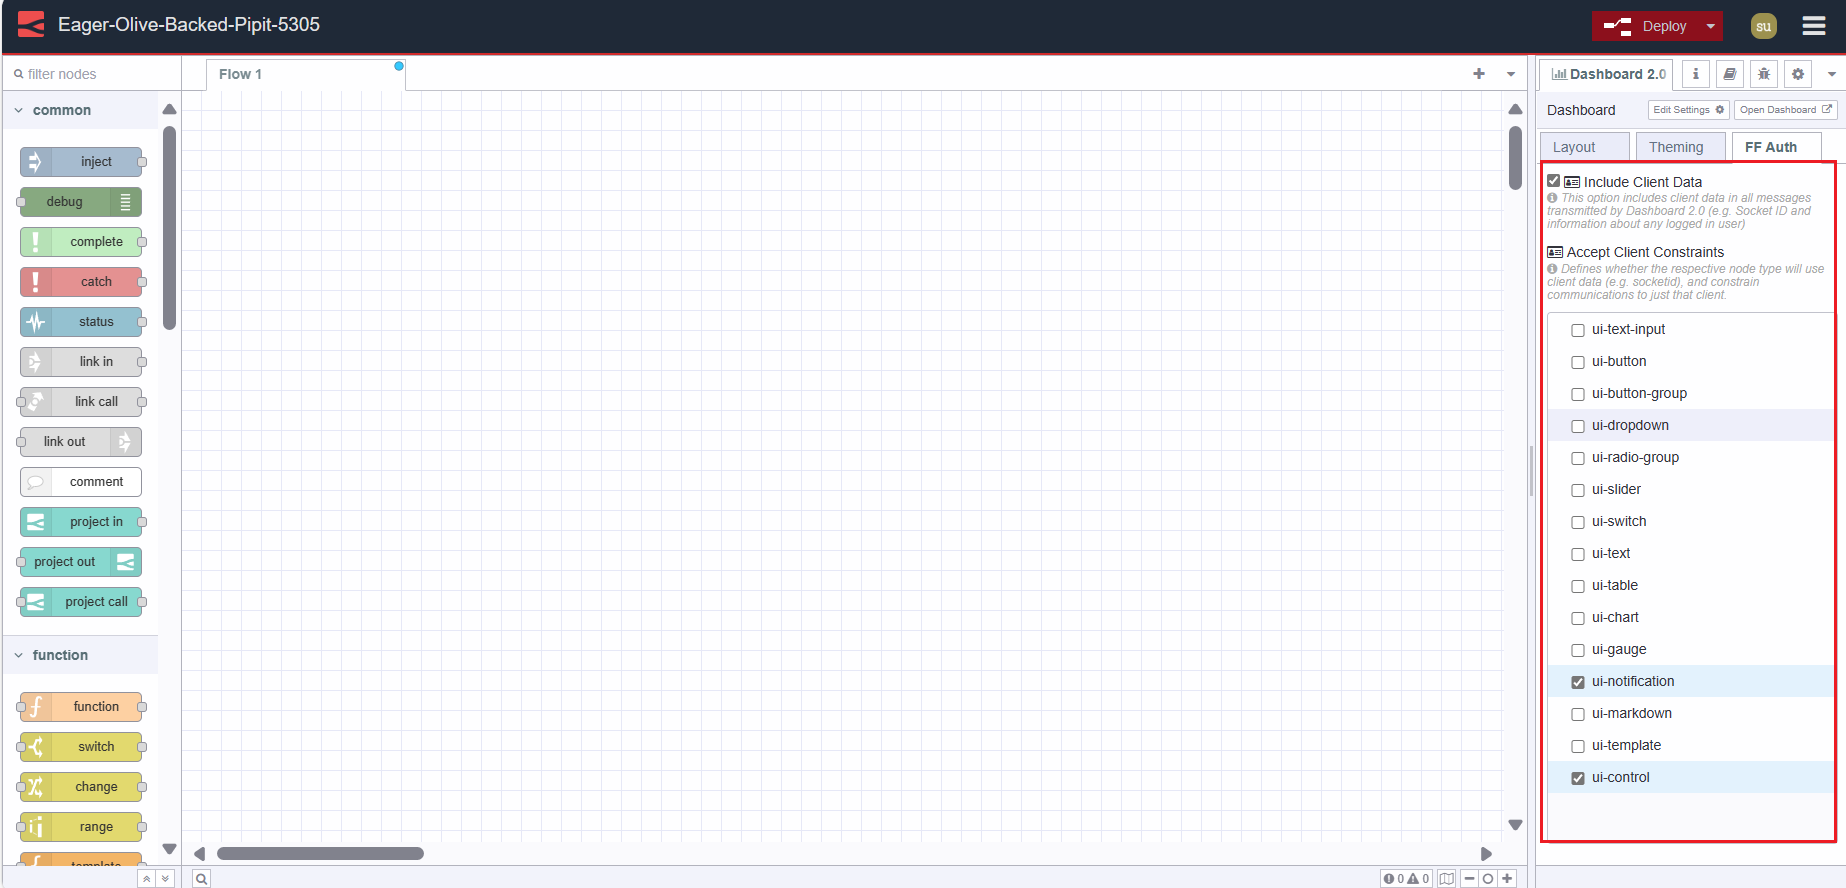 Eager-Olive-Backed-Pipit-5305
Deploy
su
filter nodes
Flow 1
Dashboard 2.0
common
inject
debug
complete
catch
status
link in
link call
link out
comment
project in
project out
project call
function
function
switch
change
range
template
Dashboard
Edit Settings
Open Dashboard
Layout
Theming
FF Auth
Include Client Data
This option includes client data in all messages
transmitted by Dashboard 2.0 (e.g. Socket ID and
information about any logged in user)
Accept Client Constraints
Defines whether the respective node type will use
client data (e.g. socketid), and constrain
communications to just that client.
ui-text-input
ui-button
ui-button-group
ui-dropdown
ui-radio-group
ui-slider
ui-switch
ui-text
ui-table
ui-chart
ui-gauge
ui-notification
ui-markdown
ui-template
ui-control
0 0